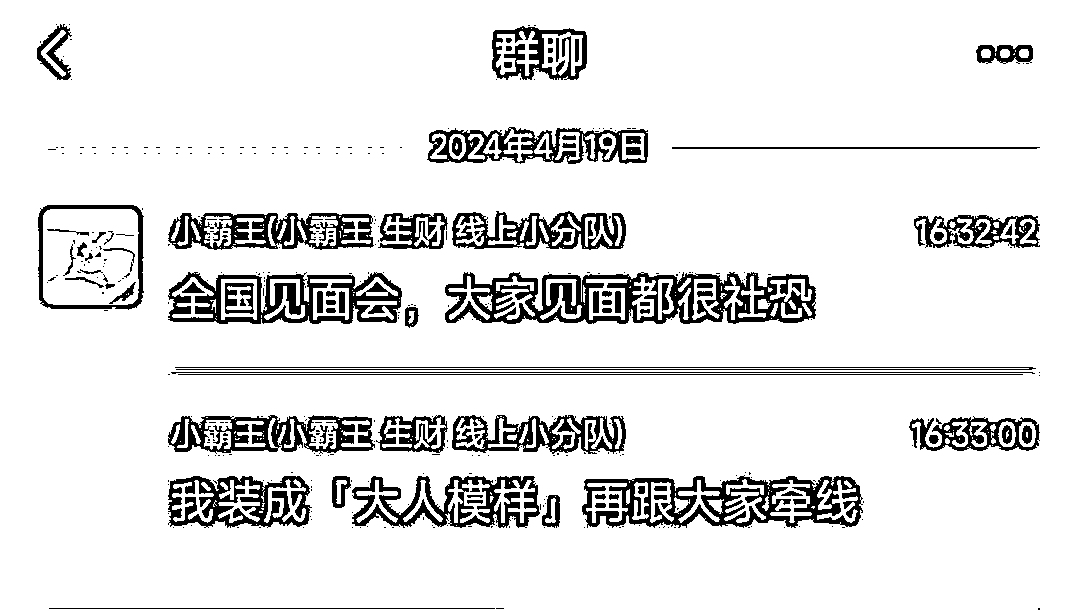 群聊
2024年4月19日
小霸王(小霸王 生财 线上小分队) 16:32:42
全国见面会，大家见面都很社恐
小霸王(小霸王 生财 线上小分队) 16:33:00
我装成「大人模样」再跟大家牵线